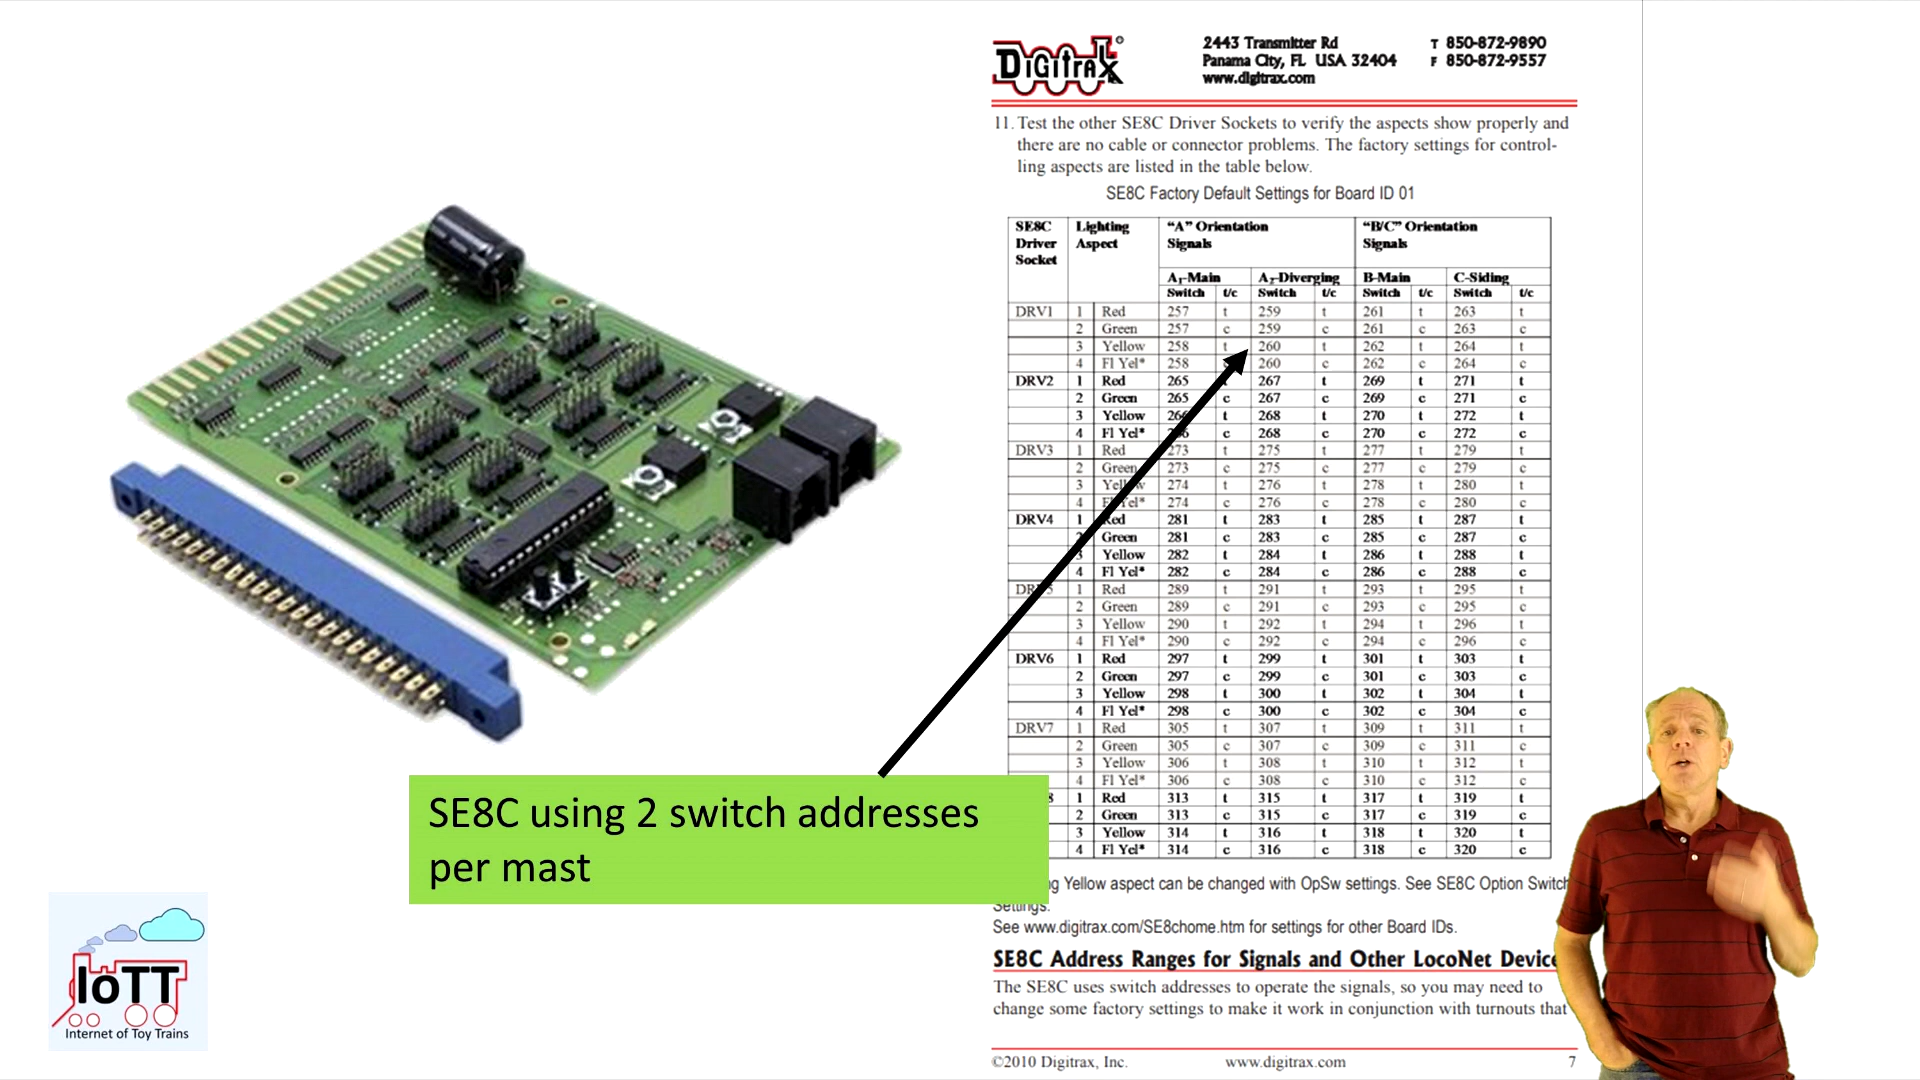 DIGITRAX
2443 Transmitter Rd
Panama City, FL USA 32404
www.digitrax.com
T 850-872-9890
F 850-872-9557
11. Test the other SE8C Driver Sockets to verify the aspects show properly and
there are no cable or connector problems. The factory settings for control-
ling aspects are listed in the table below.
SE8C Factory Default Settings for Board ID 01
SE8C Driver Socket Lighting Aspect "A" Orientation Signals "B/C" Orientation Signals
A1-Main A2-Diverging B-Main C-Siding
Switch t/c Switch t/c Switch t/c Switch t/c
DRV1 1 Red 257 t 259 t 261 t 263 t
2 Green 257 c 259 c 261 c 263 c
3 Yellow 258 t 260 t 262 t 264 t
4 Fl Yel* 258 260 c 262 c 264 c
DRV2 1 Red 265 267 t 269 t 271 t
2 Green 265 c 267 c 269 c 271 c
3 Yellow 266 t 268 t 270 t 272 t
4 Fl Yel* 266 c 268 c 270 c 272 c
DRV3 1 Red 273 t 275 t 277 t 279 t
2 Green 273 c 275 c 277 c 279 c
3 Yellow 274 t 276 t 278 t 280 t
4 Fl Yel* 274 c 276 c 278 c 280 c
DRV4 1 Red 281 t 283 t 285 t 287 t
Green 281 c 283 c 285 c 287 c
3 Yellow 282 t 284 t 286 t 288 t
4 Fl Yel* 282 c 284 c 286 c 288 c
DRV5 1 Red 289 t 291 t 293 t 295 t
2 Green 289 c 291 c 293 c 295 c
3 Yellow 290 t 292 t 294 t 296 t
4 Fl Yel* 290 c 292 c 294 c 296 c
DRV6 1 Red 297 t 299 t 301 t 303 t
2 Green 297 c 299 c 301 c 303 c
3 Yellow 298 t 300 t 302 t 304 t
4 Fl Yel* 298 c 300 c 302 c 304 c
DRV7 1 Red 305 t 307 t 309 t 311 t
2 Green 305 c 307 c 309 c 311 c
3 Yellow 306 t 308 t 310 t 312 t
4 Fl Yel* 306 c 308 c 310 c 312 c
8 1 Red 313 t 315 t 317 t 319 t
2 Green 313 c 315 c 317 c 319 c
3 Yellow 314 t 316 t 318 t 320 t
4 Fl Yel* 314 c 316 c 318 c 320 c
SE8C using 2 switch addresses
per mast
Yellow aspect can be changed with OpSw settings. See SE8C Option Switch
Settings.
See www.digitrax.com/SE8chome.htm for settings for other Board IDs.
SE8C Address Ranges for Signals and Other LocoNet Device
The SE8C uses switch addresses to operate the signals, so you may need to
change some factory settings to make it work in conjunction with turnouts that
©2010 Digitrax, Inc. www.digitrax.com 7
IoTT
Internet of Toy Trains